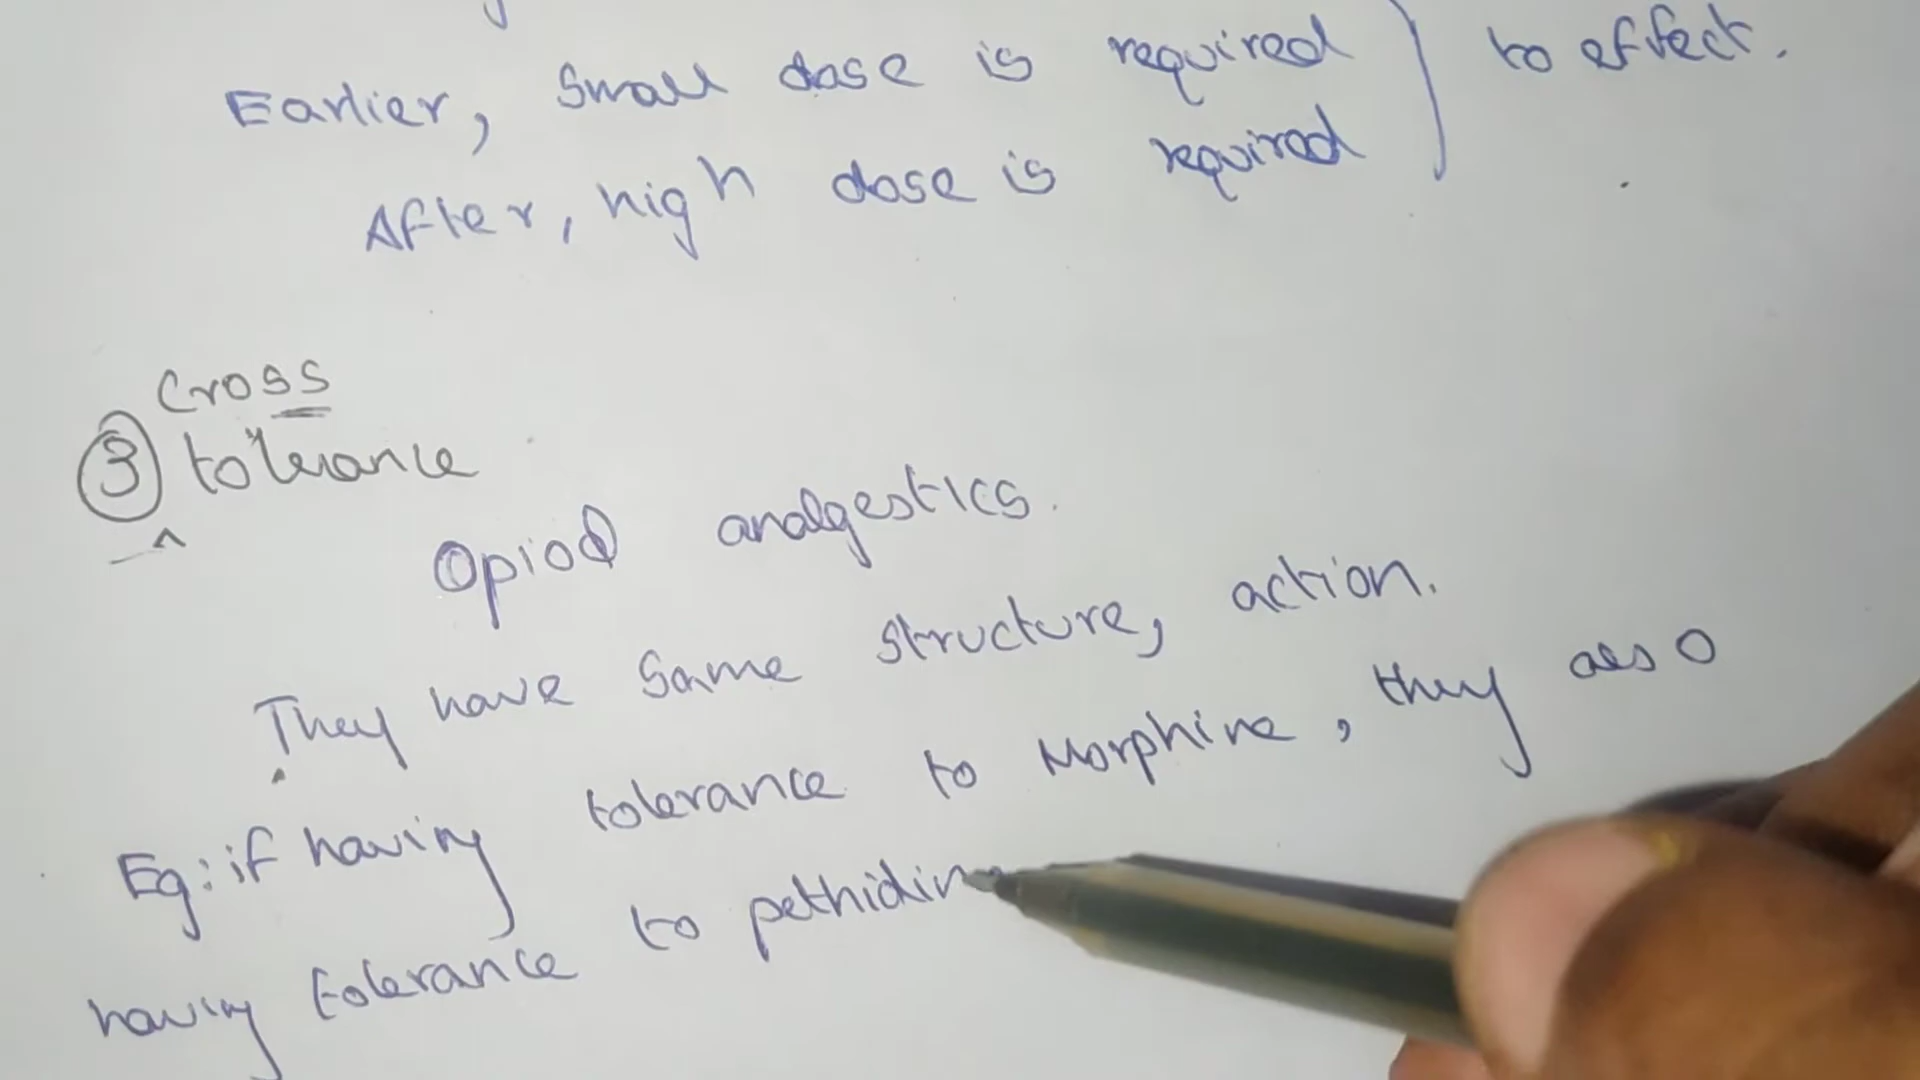 Earlier, Small dose is required } to effect.
After, high dose is required
Cross
③ tolerance
Opiod analgestics.
They have Same structure, action.
Eg: if having tolerance to Morphine, they also
having tolerance to pethidin